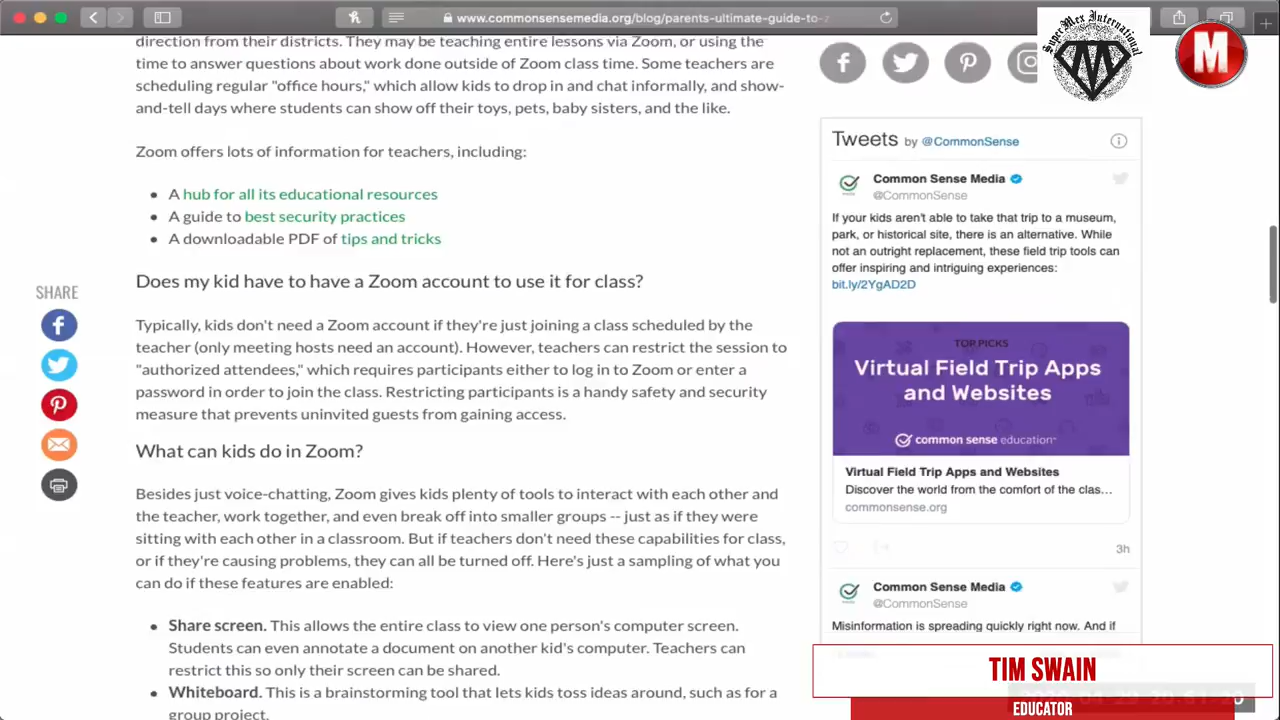 www.commonsensemedia.org/blog/parents-ultimate-guide-to-z
direction from their districts. They may be teaching entire lessons via Zoom, or using the
time to answer questions about work done outside of Zoom class time. Some teachers are
scheduling regular "office hours," which allow kids to drop in and chat informally, and show-
and-tell days where students can show off their toys, pets, baby sisters, and the like.
Zoom offers lots of information for teachers, including:
• A hub for all its educational resources
• A guide to best security practices
• A downloadable PDF of tips and tricks
Does my kid have to have a Zoom account to use it for class?
SHARE
Typically, kids don't need a Zoom account if they're just joining a class scheduled by the
teacher (only meeting hosts need an account). However, teachers can restrict the session to
"authorized attendees," which requires participants either to log in to Zoom or enter a
password in order to join the class. Restricting participants is a handy safety and security
measure that prevents uninvited guests from gaining access.
What can kids do in Zoom?
Besides just voice-chatting, Zoom gives kids plenty of tools to interact with each other and
the teacher, work together, and even break off into smaller groups -- just as if they were
sitting with each other in a classroom. But if teachers don't need these capabilities for class,
or if they're causing problems, they can all be turned off. Here's just a sampling of what you
can do if these features are enabled:
• Share screen. This allows the entire class to view one person's computer screen.
Students can even annotate a document on another kid's computer. Teachers can
restrict this so only their screen can be shared.
• Whiteboard. This is a brainstorming tool that lets kids toss ideas around, such as for a
group project.
SuperMex International
M
Tweets by @CommonSense
Common Sense Media
@CommonSense
If your kids aren't able to take that trip to a museum,
park, or historical site, there is an alternative. While
not an outright replacement, these field trip tools can
offer inspiring and intriguing experiences:
bit.ly/2YgAD2D
TOP PICKS
Virtual Field Trip Apps
and Websites
common sense education
Virtual Field Trip Apps and Websites
Discover the world from the comfort of the clas...
commonsense.org
3h
Common Sense Media
@CommonSense
Misinformation is spreading quickly right now. And if
TIM SWAIN
EDUCATOR